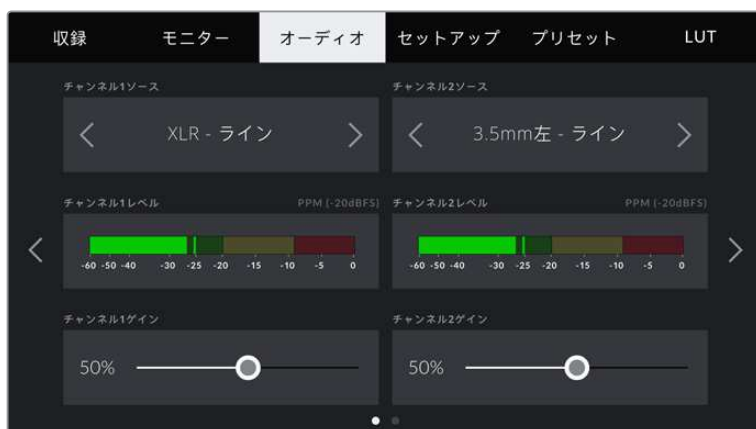 収録 モニター オーディオ セットアップ プリセット LUT
チャンネル1ソース チャンネル2ソース
XLR - ライン 3.5mm左 - ライン
チャンネル1レベル PPM (-20dBFS) チャンネル2レベル PPM (-20dBFS)
-60 -50 -40 -30 -25 -20 -15 -10 -5 0 -60 -50 -40 -30 -25 -20 -15 -10 -5 0
チャンネル1ゲイン チャンネル2ゲイン
50% 50%